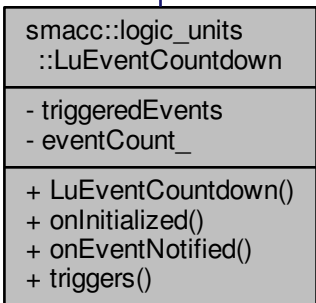 smacc::logic_units
::LuEventCountdown
- triggeredEvents
- eventCount_
+ LuEventCountdown()
+ onInitialized()
+ onEventNotified()
+ triggers()